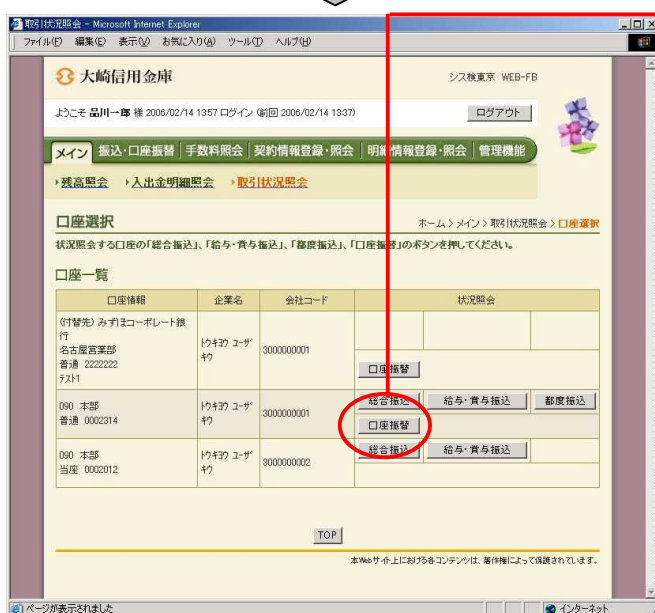 取引状況照会 - Microsoft Internet Explorer
ファイル(F) 編集(E) 表示(V) お気に入り(A) ツール(T) ヘルプ(H)
大崎信用金庫
シス検東京 WEB-FB
ようこそ 品川一郎 様 2006/02/14 1357 ログイン (前回 2006/02/14 1337)
ログアウト
メイン 振込・口座振替 手数料照会 契約情報登録・照会 明細情報登録・照会 管理機能
残高照会 入出金明細照会 取引状況照会
口座選択
ホーム > メイン > 取引状況照会 > 口座選択
状況照会する口座の「総合振込」、「給与・賞与振込」、「都度振込」、「口座振替」のボタンを押してください。
口座一覧
口座情報 企業名 会社コード 状況照会
(付替先) みずほコーポレート銀
行
名古屋営業部
普通 2222222
テスト1
トウキヨウ ユーザ
キウ
3000000001
口座振替
090 本部
普通 0002314
トウキヨウ ユーザ
キウ
3000000001
総合振込 給与・賞与振込 都度振込
口座振替
090 本部
当座 0002012
トウキヨウ ユーザ
キウ
3000000002
総合振込 給与・賞与振込
TOP
本Webサイト上における各コンテンツは、著作権によって保護されています。
ページが表示されました
インターネット